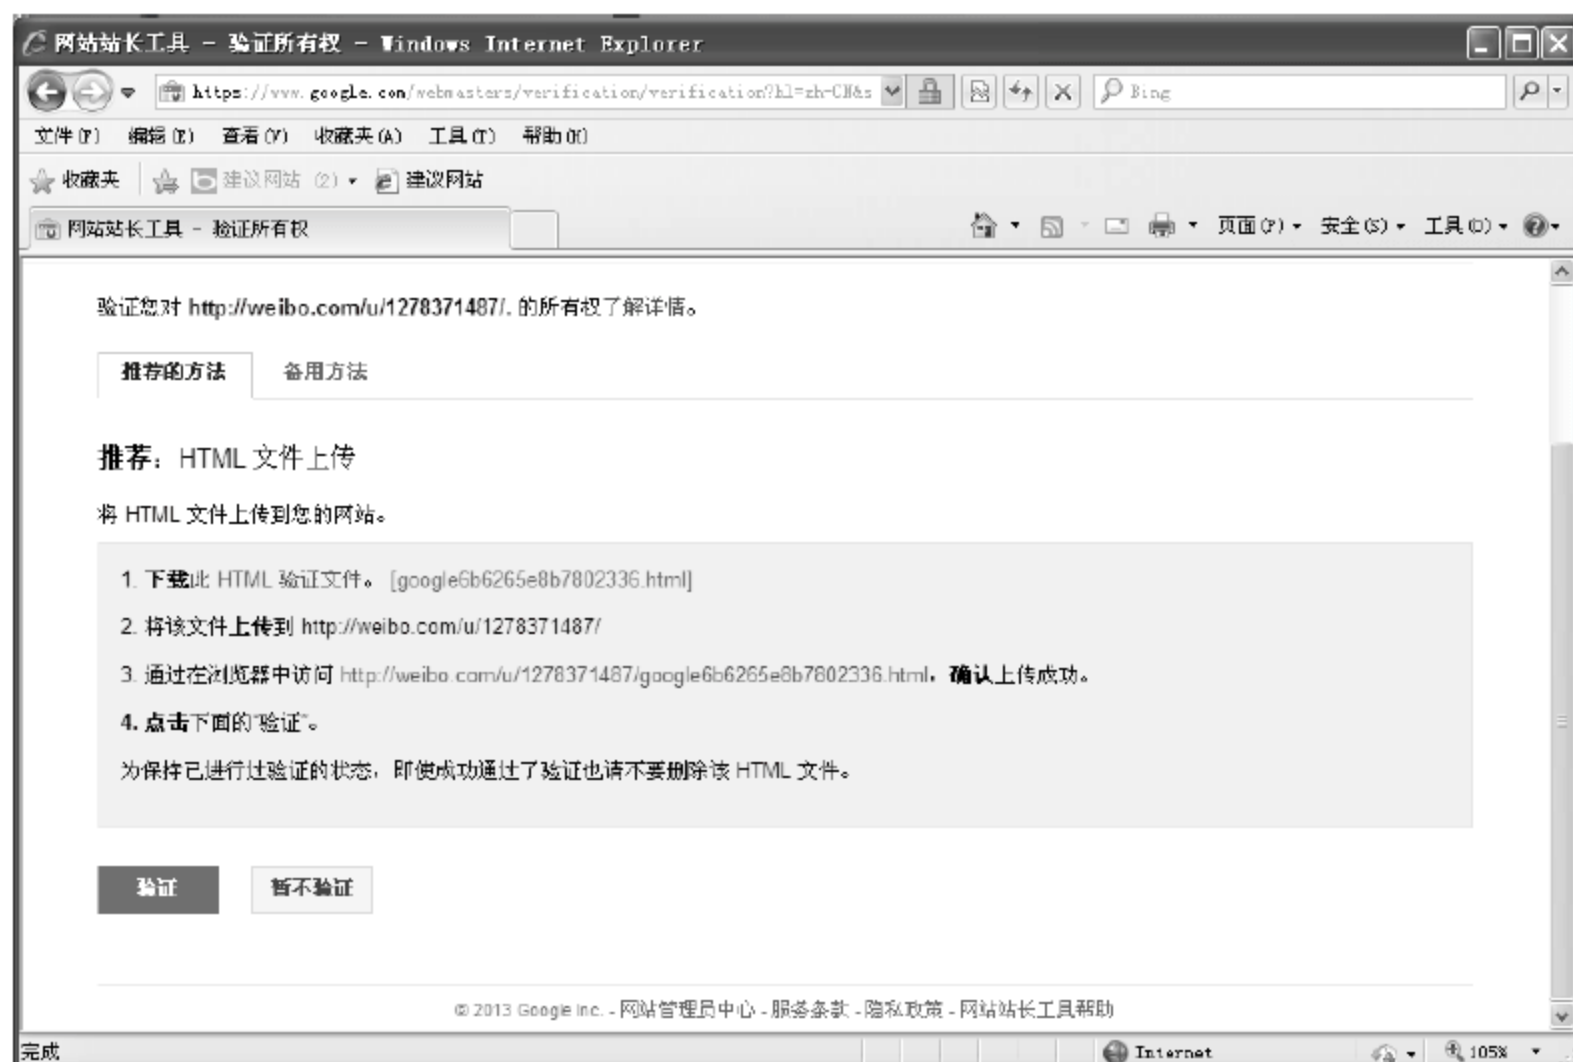 网站站长工具 - 验证所有权 - Windows Internet Explorer
https://www.google.com/webmasters/verification/verification?hl=zh-CN&s
Bing
文件(F) 编辑(E) 查看(V) 收藏夹(A) 工具(T) 帮助(H)
收藏夹 建议网站 (2) 建议网站
网站站长工具 - 验证所有权 页面(P) 安全(S) 工具(O)
验证您对 http://weibo.com/u/1278371487/. 的所有权了解详情。
推荐的方法 备用方法
推荐：HTML 文件上传
将 HTML 文件上传到您的网站。
1. 下载此 HTML 验证文件。 [google6b6265e8b7802336.html]
2. 将该文件上传到 http://weibo.com/u/1278371487/
3. 通过在浏览器中访问 http://weibo.com/u/1278371487/google6b6265e8b7802336.html，确认上传成功。
4. 点击下面的“验证”。
为保持已进行过验证的状态，即使成功通过了验证也请不要删除该 HTML 文件。
验证 暂不验证
© 2013 Google Inc. - 网站管理员中心 - 服务条款 - 隐私政策 - 网站站长工具帮助
完成 Internet 105%